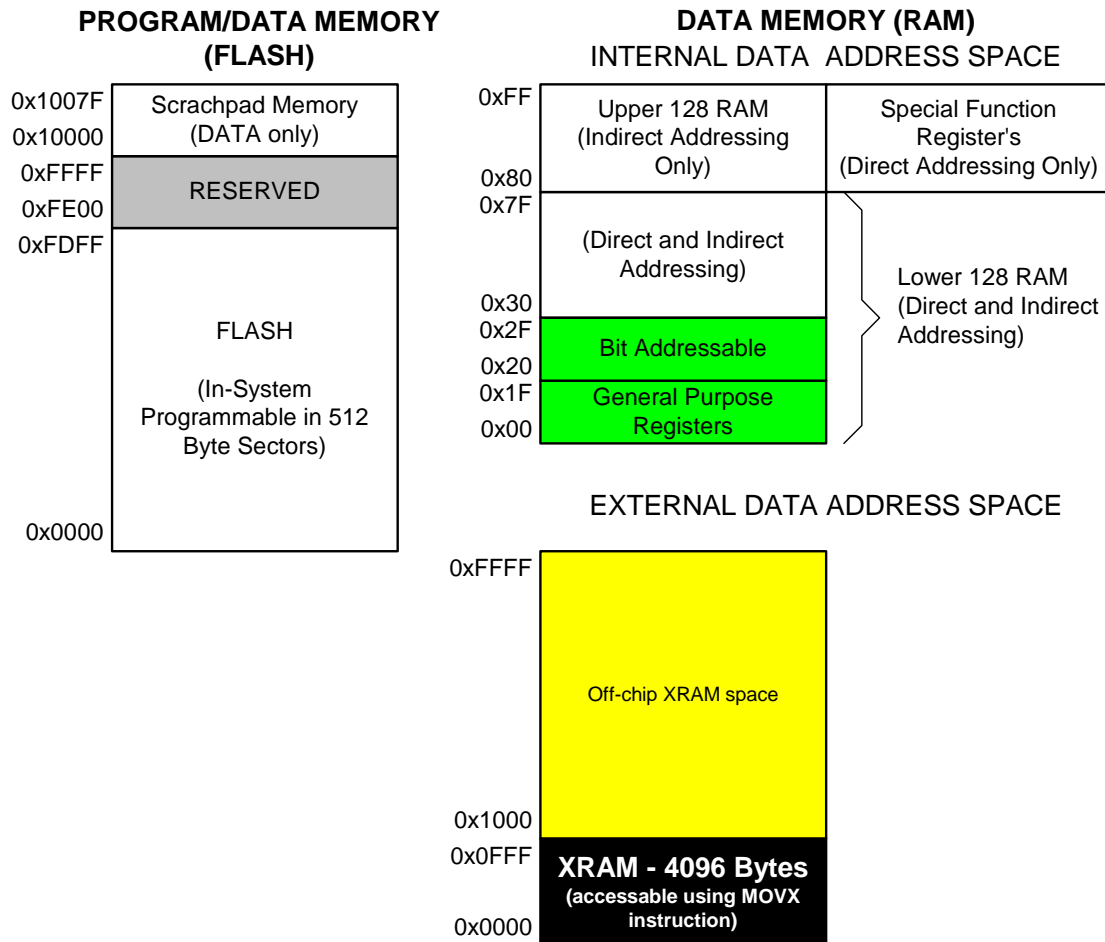 PROGRAM/DATA MEMORY
(FLASH)
0x1007F
Scrachpad Memory
(DATA only)
0x10000
0xFFFF
RESERVED
0xFE00
0xFDFF
FLASH
(In-System
Programmable in 512
Byte Sectors)
0x0000
DATA MEMORY (RAM)
INTERNAL DATA ADDRESS SPACE
0xFF
Upper 128 RAM
(Indirect Addressing
Only)
0x80
Special Function
Register's
(Direct Addressing Only)
0x7F
(Direct and Indirect
Addressing)
0x30
Lower 128 RAM
(Direct and Indirect
Addressing)
0x2F
Bit Addressable
0x20
0x1F
General Purpose
Registers
0x00
EXTERNAL DATA ADDRESS SPACE
0xFFFF
Off-chip XRAM space
0x1000
0x0FFF
XRAM - 4096 Bytes
(accessable using MOVX
instruction)
0x0000